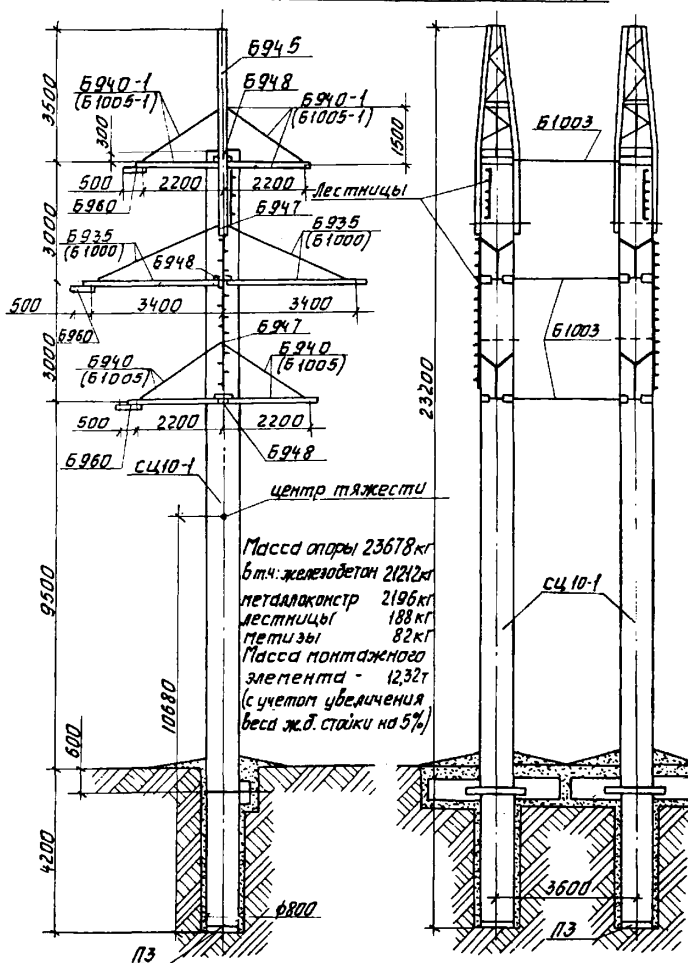 Б945
Б948
Б940-1
(Б1005-1)
Б940-1
(Б1005-1)
3500
300
1500
500
2200
2200
Б960
Б947
Б935
(Б1000)
Б935
(Б1000)
Б948
3000
500
3400
3400
Б960
Б947
Б940
(Б1005)
Б940
(Б1005)
3000
500
2200
2200
Б960
Б948
СЦ10-1
центр тяжести
Масса опоры 23678кг
в т.ч.: железобетон 21212кг
металлоконстр 2196кг
лестницы 188кг
метизы 82кг
Масса монтажного
элемента - 12,32т
(с учетом увеличения
веса ж.б. стойки на 5%)
9500
10680
600
4200
ф800
П3
Б1003
Лестницы
Б1003
23200
СЦ10-1
3600
П3